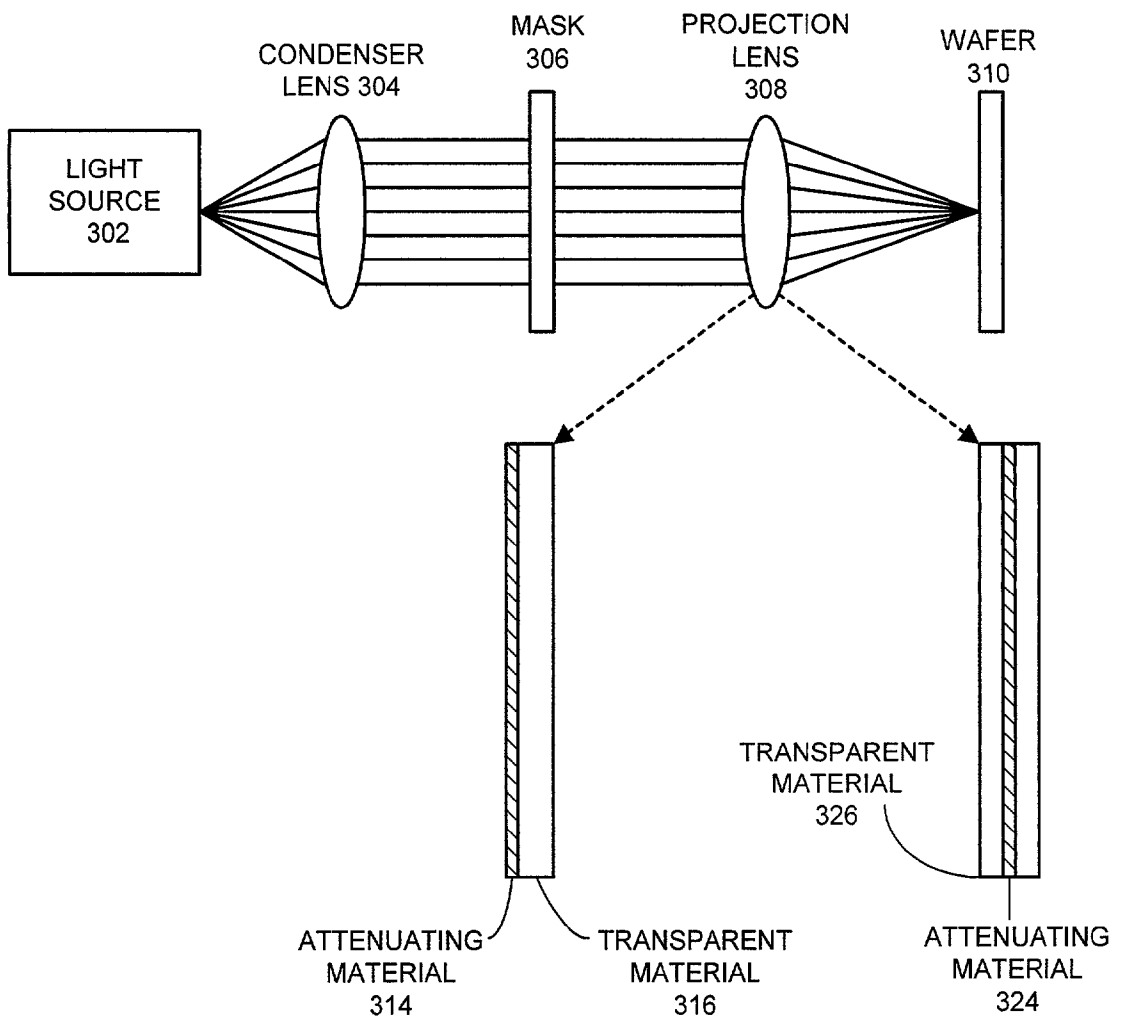 CONDENSER
LENS 304
MASK
306
PROJECTION
LENS
308
WAFER
310
LIGHT
SOURCE
302
TRANSPARENT
MATERIAL
326
ATTENUATING
MATERIAL
314
TRANSPARENT
MATERIAL
316
ATTENUATING
MATERIAL
324